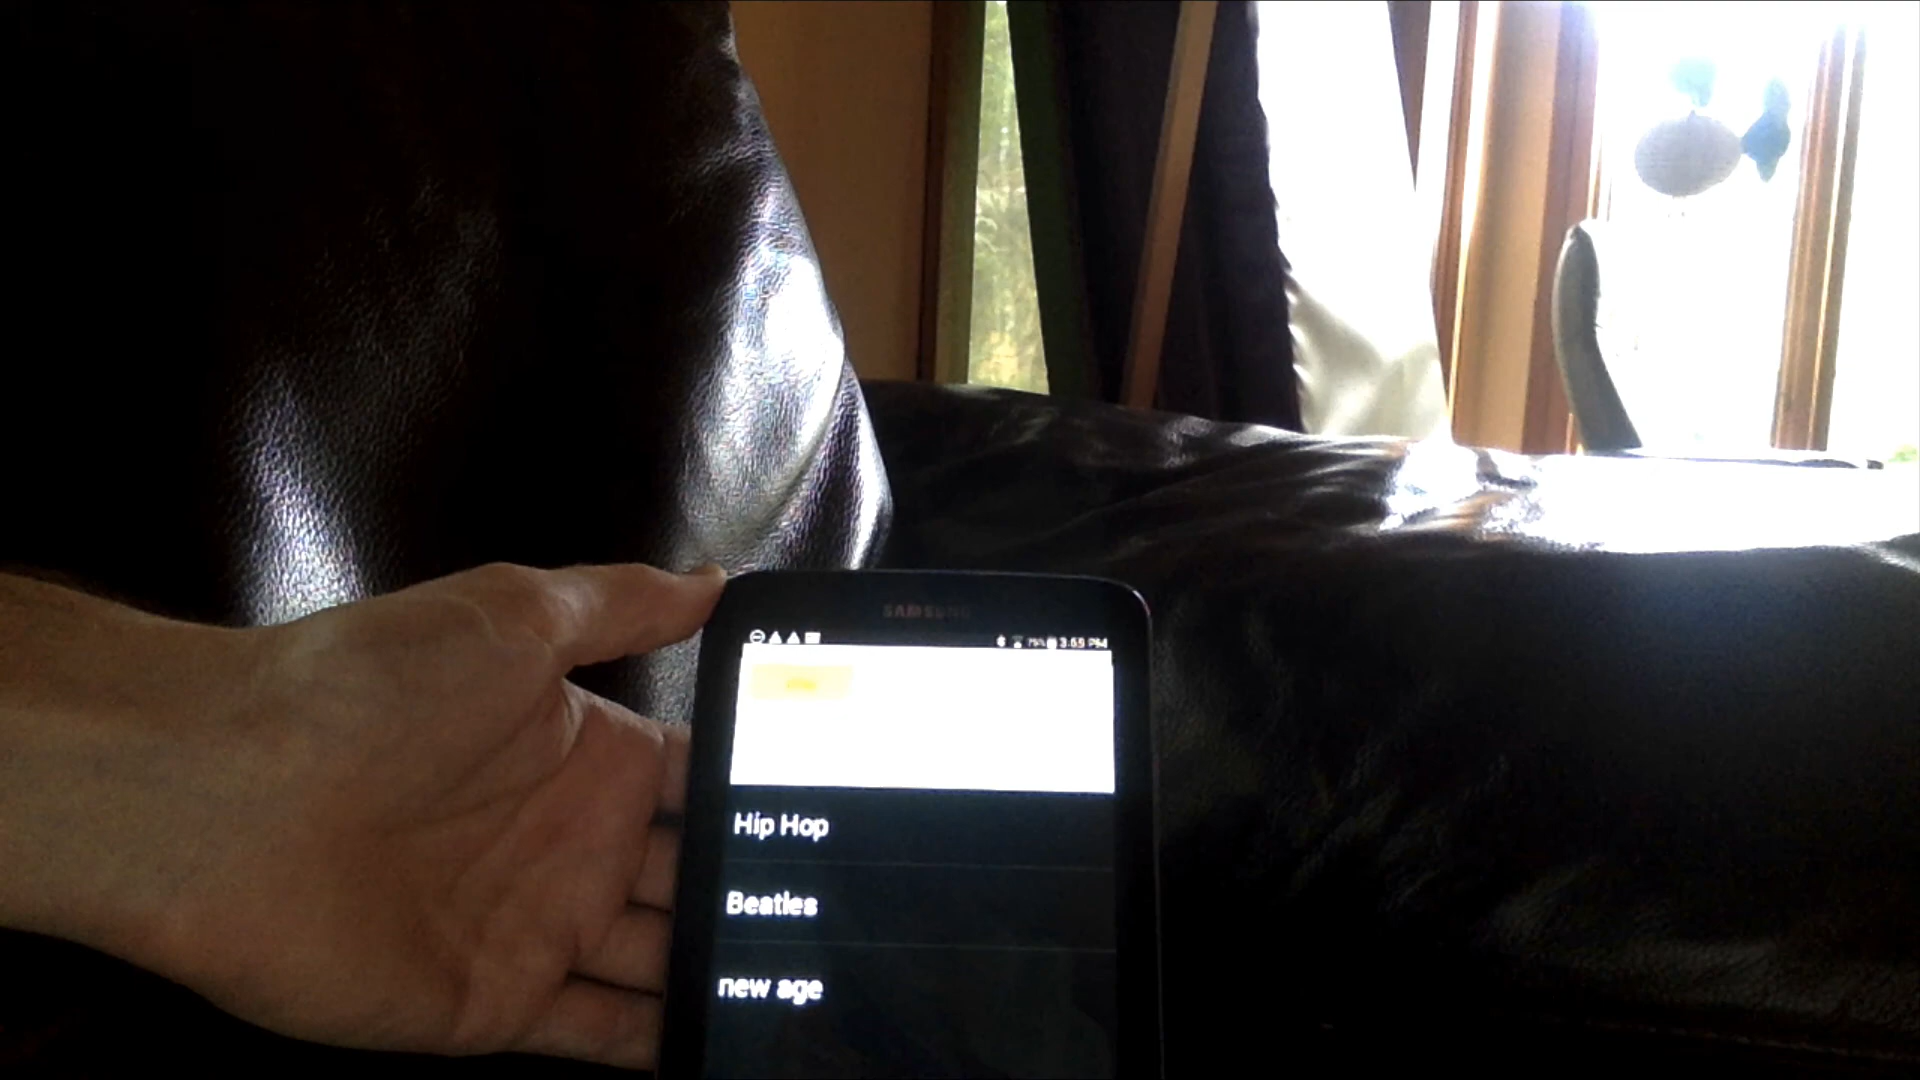 SAMSUNG
3:55 PM
Hip Hop
Beatles
new age